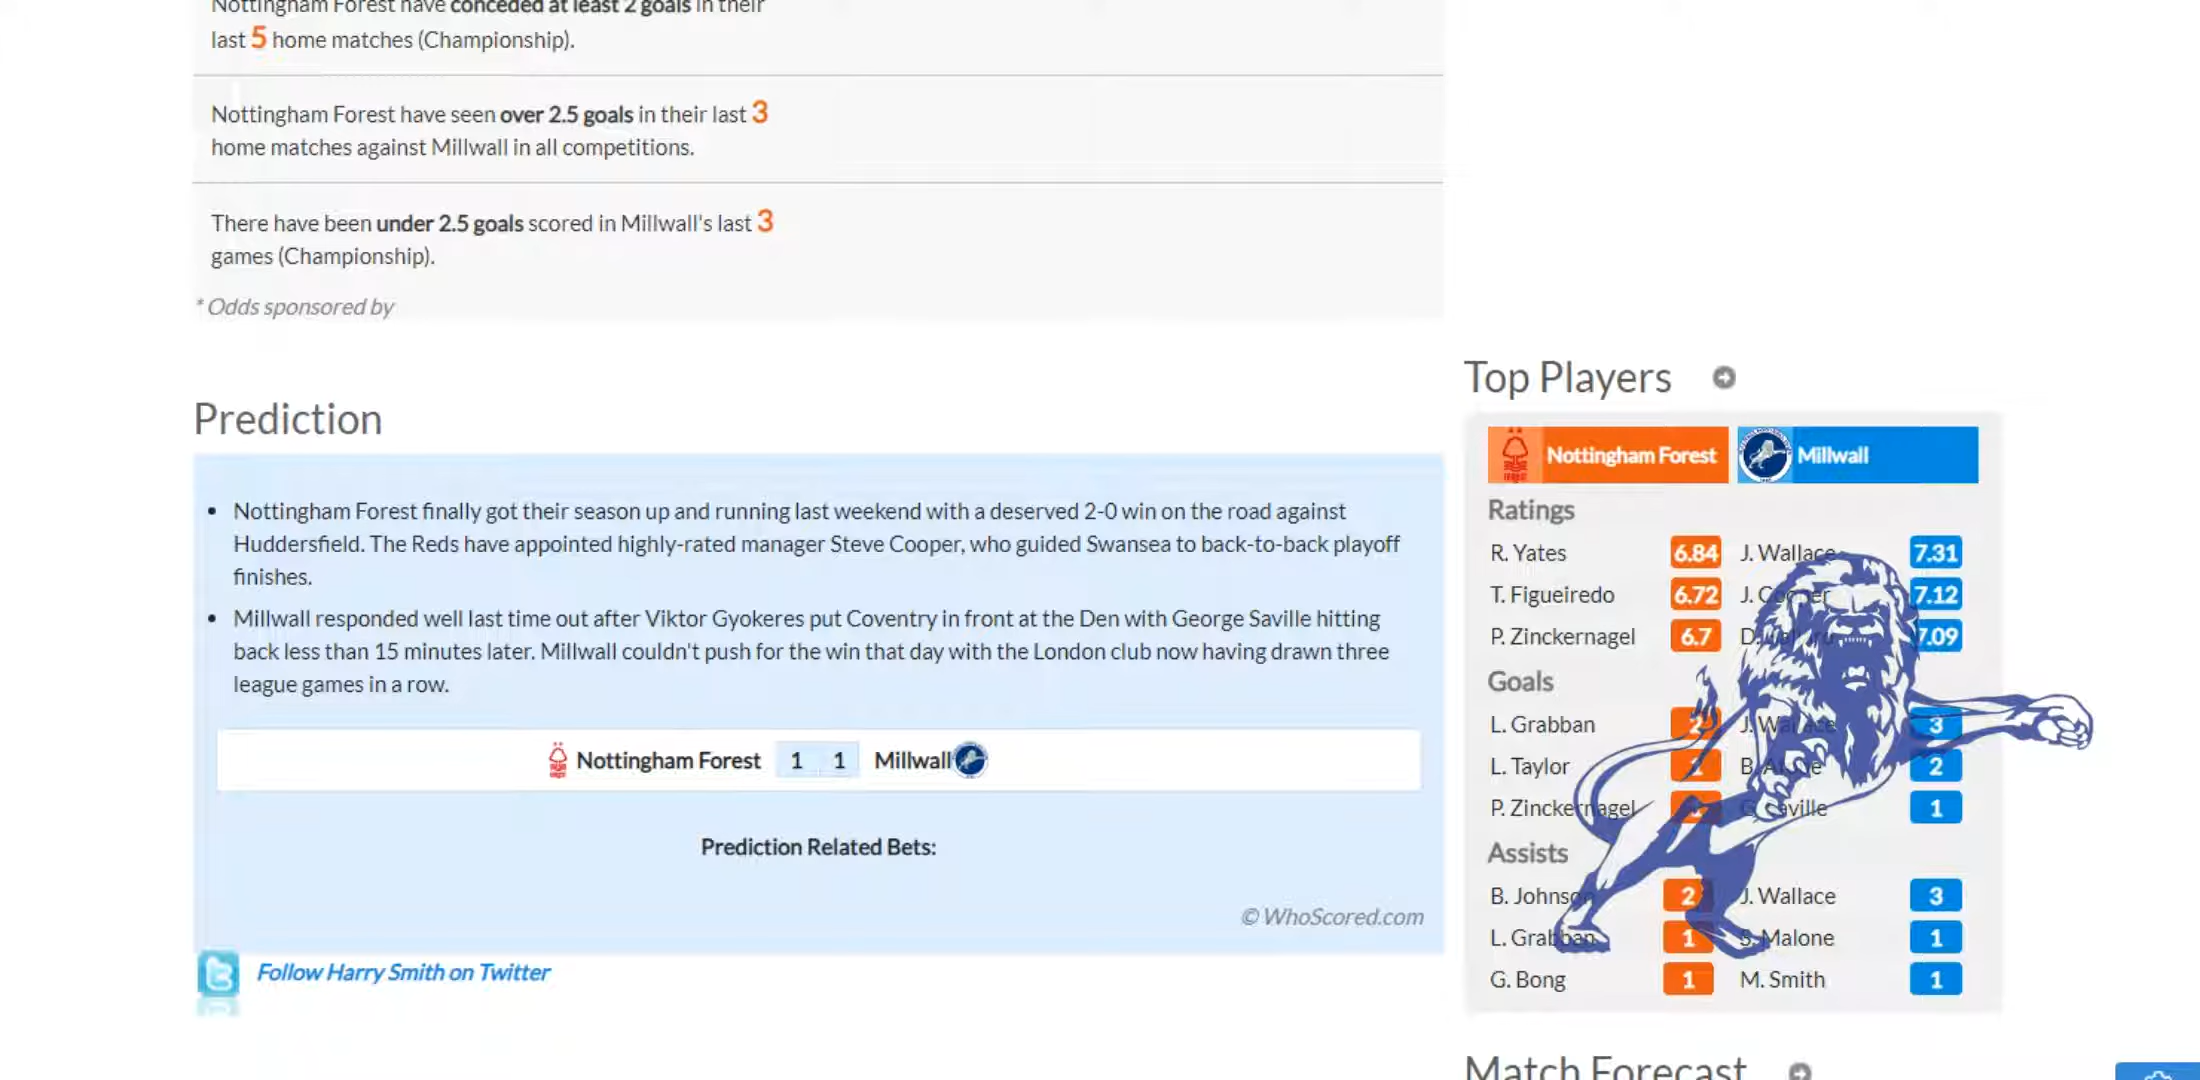 Nottingham Forest have conceded at least 2 goals in their
last 5 home matches (Championship).
Nottingham Forest have seen over 2.5 goals in their last 3
home matches against Millwall in all competitions.
There have been under 2.5 goals scored in Millwall's last 3
games (Championship).
* Odds sponsored by
Prediction
• Nottingham Forest finally got their season up and running last weekend with a deserved 2-0 win on the road against
Huddersfield. The Reds have appointed highly-rated manager Steve Cooper, who guided Swansea to back-to-back playoff
finishes.
• Millwall responded well last time out after Viktor Gyokeres put Coventry in front at the Den with George Saville hitting
back less than 15 minutes later. Millwall couldn't push for the win that day with the London club now having drawn three
league games in a row.
Nottingham Forest 1 1 Millwall
Prediction Related Bets:
© WhoScored.com
Follow Harry Smith on Twitter
Top Players
Nottingham Forest Millwall
Ratings
R. Yates 6.84 J. Wallace 7.31
T. Figueiredo 6.72 J. Cooper 7.12
P. Zinckernagel 6.7 D. 7.09
Goals
L. Grabban 2 J. Wallace 3
L. Taylor B. 2
P. Zinckernagel G. Saville 1
Assists
B. Johnson 2 J. Wallace 3
L. Grabban 1 S. Malone 1
G. Bong 1 M. Smith 1
Match Forecast